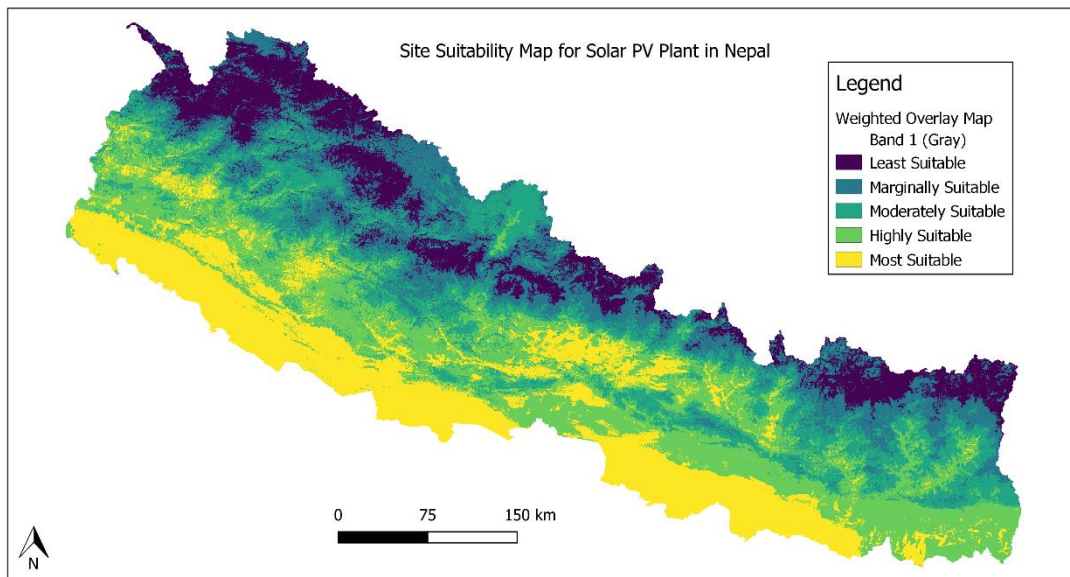 Site Suitability Map for Solar PV Plant in Nepal
Legend
Weighted Overlay Map
Band 1 (Gray)
Least Suitable
Marginally Suitable
Moderately Suitable
Highly Suitable
Most Suitable
0 75 150 km
N